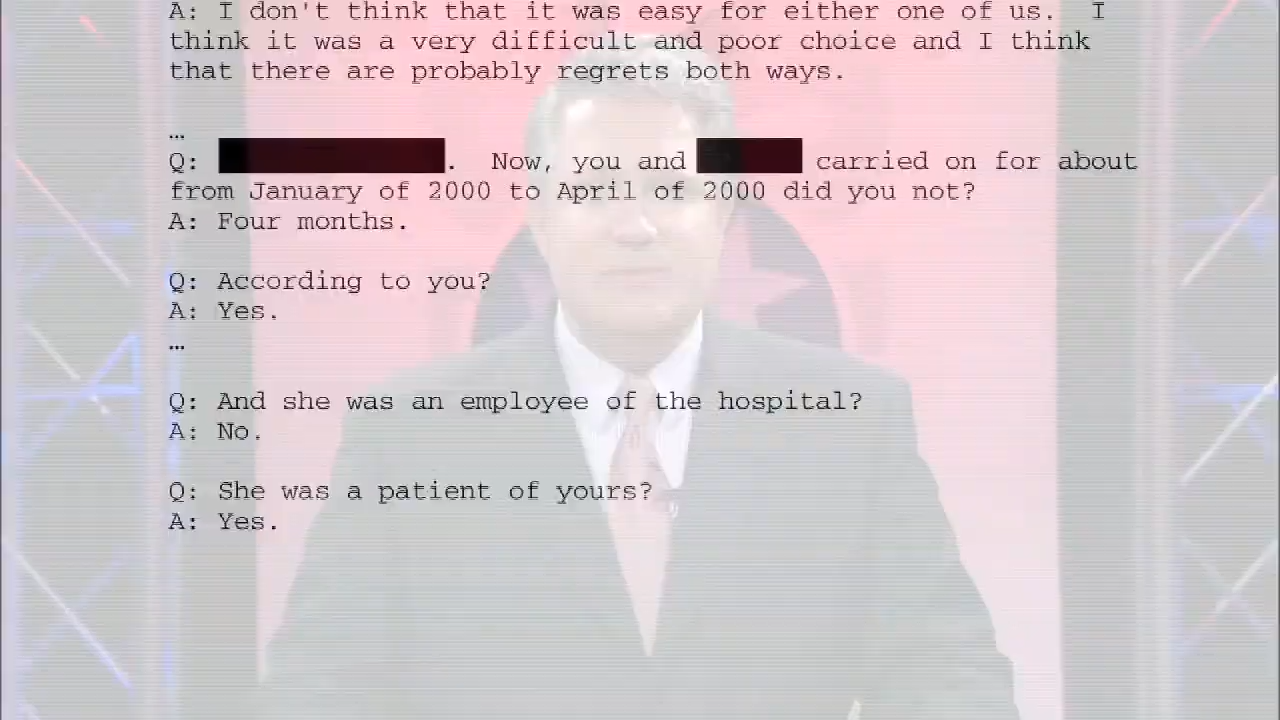 A: I don't think that it was easy for either one of us. I
think it was a very difficult and poor choice and I think
that there are probably regrets both ways.
…
Q: . Now, you and carried on for about
from January of 2000 to April of 2000 did you not?
A: Four months.
Q: According to you?
A: Yes.
…
Q: And she was an employee of the hospital?
A: No.
Q: She was a patient of yours?
A: Yes.